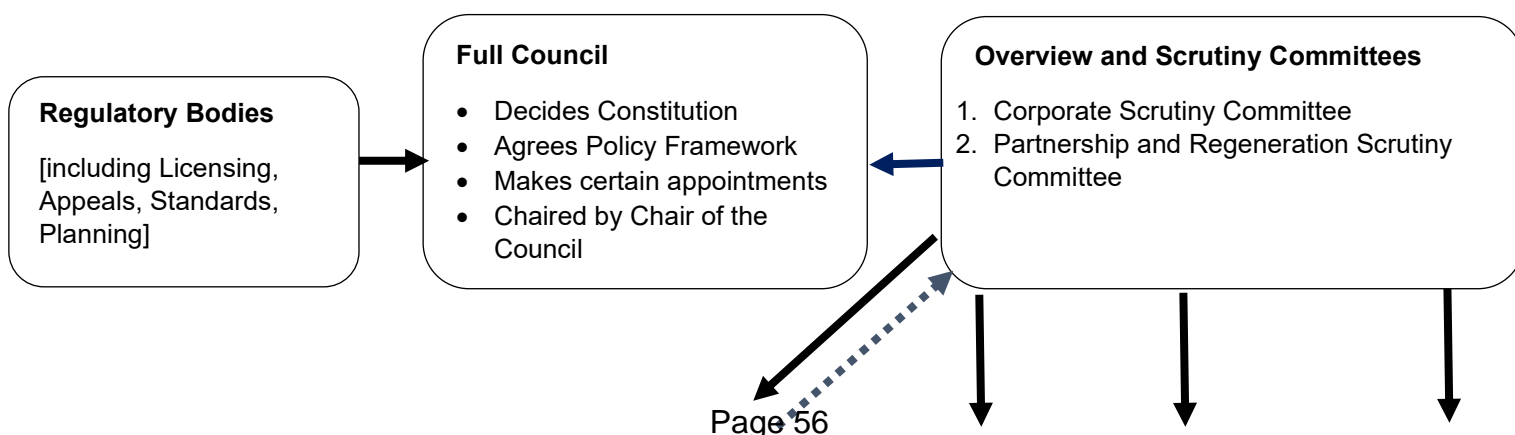 Regulatory Bodies
[including Licensing,
Appeals, Standards,
Planning]
Full Council
• Decides Constitution
• Agrees Policy Framework
• Makes certain appointments
• Chaired by Chair of the
Council
Overview and Scrutiny Committees
1. Corporate Scrutiny Committee
2. Partnership and Regeneration Scrutiny
Committee
Page 56